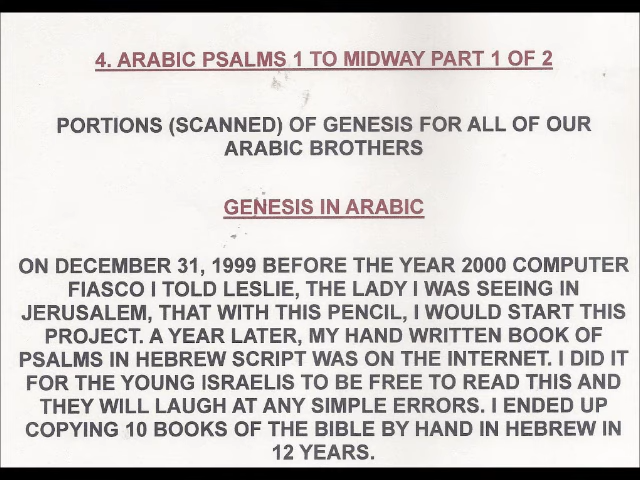 4. ARABIC PSALMS 1 TO MIDWAY PART 1 OF 2
PORTIONS (SCANNED) OF GENESIS FOR ALL OF OUR
ARABIC BROTHERS
GENESIS IN ARABIC
ON DECEMBER 31, 1999 BEFORE THE YEAR 2000 COMPUTER
FIASCO I TOLD LESLIE, THE LADY I WAS SEEING IN
JERUSALEM, THAT WITH THIS PENCIL, I WOULD START THIS
PROJECT. A YEAR LATER, MY HAND WRITTEN BOOK OF
PSALMS IN HEBREW SCRIPT WAS ON THE INTERNET. I DID IT
FOR THE YOUNG ISRAELIS TO BE FREE TO READ THIS AND
THEY WILL LAUGH AT ANY SIMPLE ERRORS. I ENDED UP
COPYING 10 BOOKS OF THE BIBLE BY HAND IN HEBREW IN
12 YEARS.